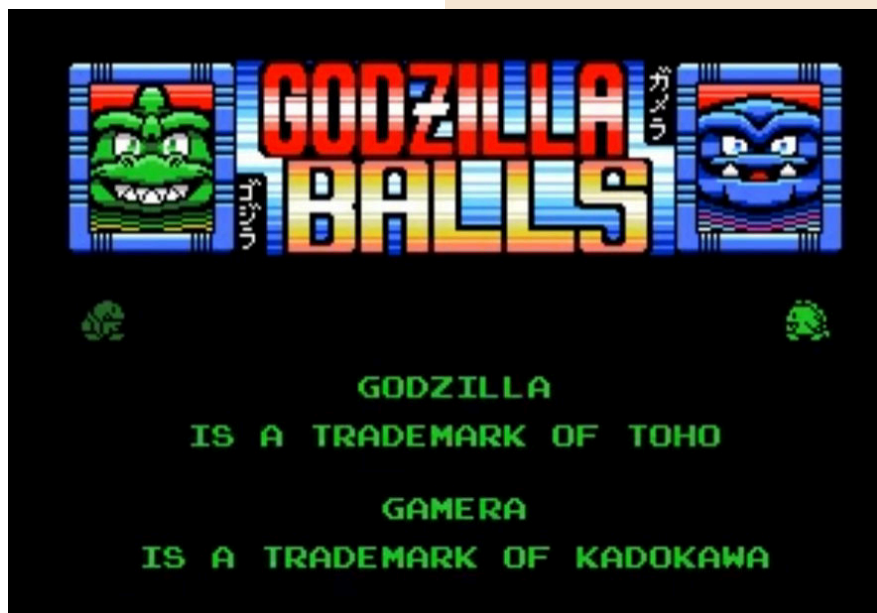 GODZILLA
BALLS
ガメラ
ゴジラ
GODZILLA
IS A TRADEMARK OF TOHO
GAMERA
IS A TRADEMARK OF KADOKAWA